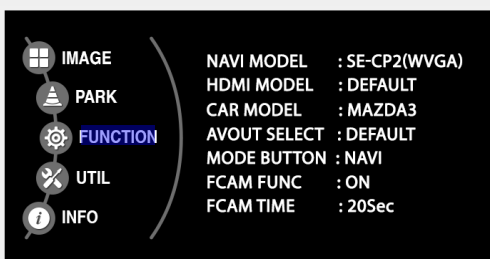 IMAGE
PARK
FUNCTION
UTIL
INFO
NAVI MODEL : SE-CP2(WVGA)
HDMI MODEL : DEFAULT
CAR MODEL : MAZDA3
AVOUT SELECT : DEFAULT
MODE BUTTON : NAVI
FCAM FUNC : ON
FCAM TIME : 20Sec